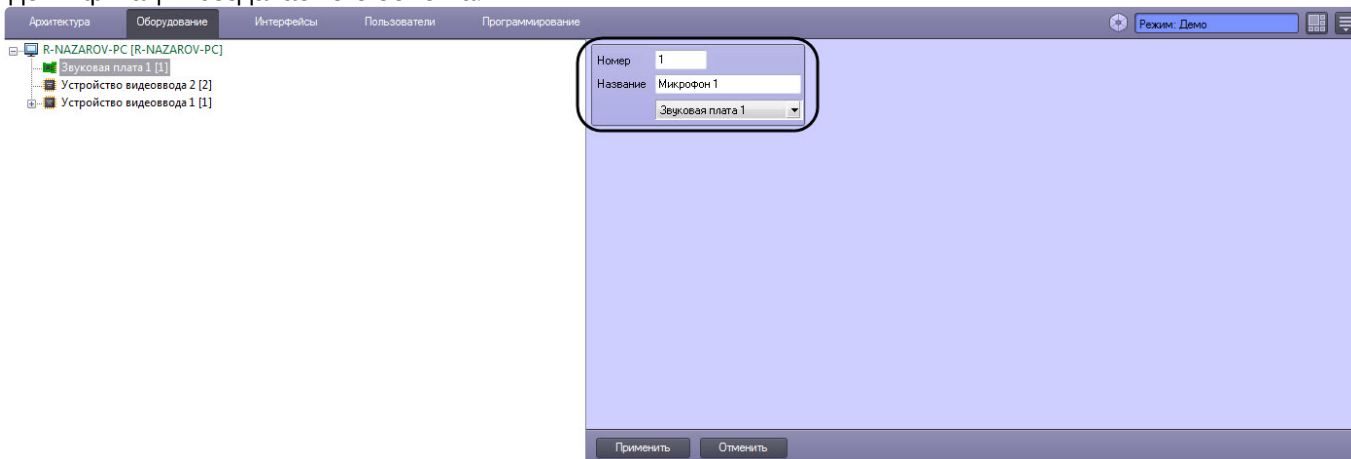 Архитектура Оборудование Интерфейсы Пользователи Программирование Режим: Демо
R-NAZAROV-PC [R-NAZAROV-PC]
Звуковая плата 1 [1]
Устройство видеоввода 2 [2]
Устройство видеоввода 1 [1]
Номер 1
Название Микрофон 1
Звуковая плата 1
Применить Отменить